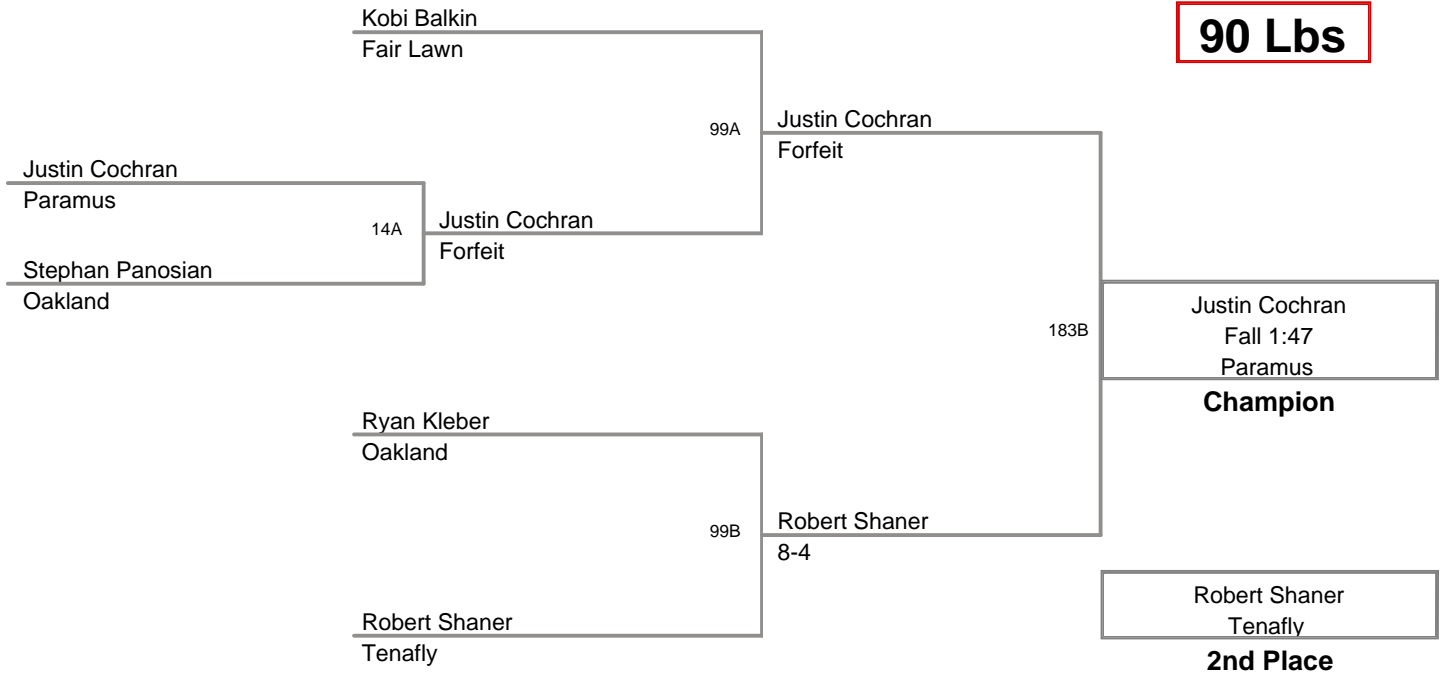 Kobi Balkin
Fair Lawn
90 Lbs
99A
Justin Cochran
Forfeit
Justin Cochran
Paramus
14A
Justin Cochran
Forfeit
Stephan Panosian
Oakland
183B
Justin Cochran
Fall 1:47
Paramus
Champion
Ryan Kleber
Oakland
99B
Robert Shaner
8-4
Robert Shaner
Tenafly
Robert Shaner
Tenafly
2nd Place